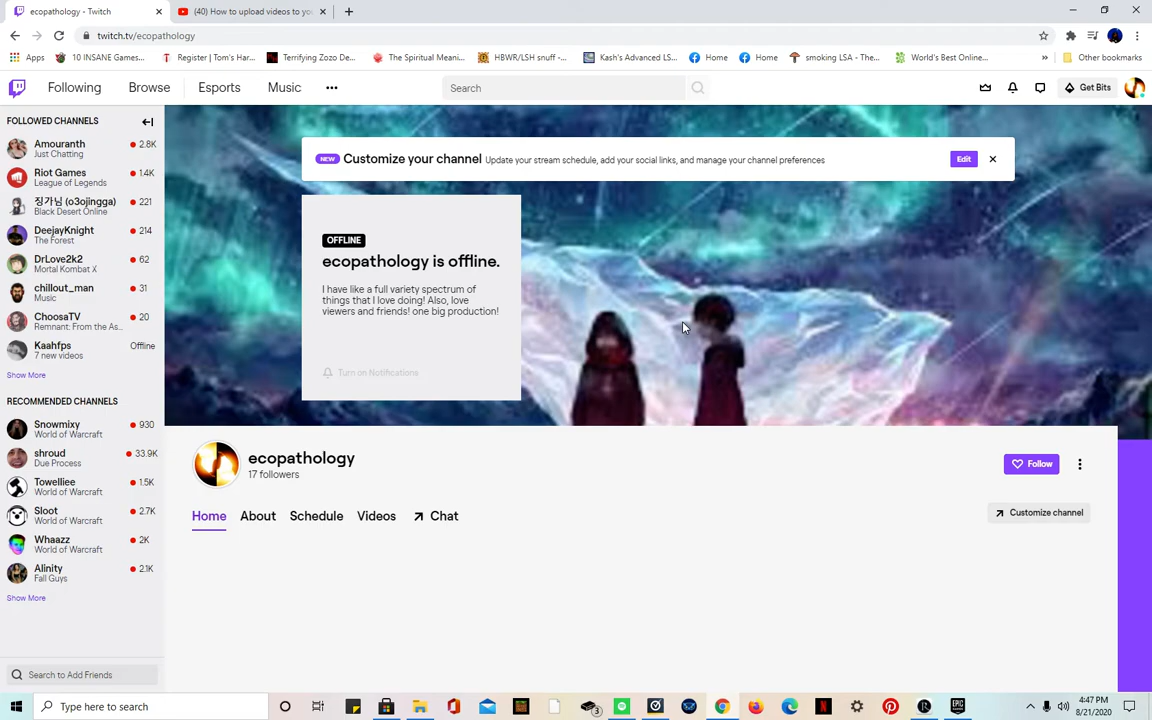 ecopathology - Twitch
(40) How to upload videos to yo
twitch.tv/ecopathology
Apps
10 INSANE Games...
Register | Tom's Har...
Terrifying Zozo De...
The Spiritual Meani...
HBWR/LSH snuff -...
Kash's Advanced LS...
Home
Home
smoking LSA - The...
World's Best Online...
»
Other bookmarks
Following
Browse
Esports
Music
Search
Get Bits
FOLLOWED CHANNELS
Amouranth
2.8K
Just Chatting
Riot Games
1.4K
League of Legends
징가님 (o3ojingga)
221
Black Desert Online
DeejayKnight
214
The Forest
DrLove2k2
62
Mortal Kombat X
chillout_man
31
Music
ChoosaTV
20
Remnant: From the As...
Kaahfps
Offline
7 new videos
Show More
RECOMMENDED CHANNELS
Snowmixy
930
World of Warcraft
shroud
33.9K
Due Process
Towelliee
1.5K
World of Warcraft
Sloot
2.7K
World of Warcraft
Whaazz
2K
World of Warcraft
Alinity
2.1K
Fall Guys
Show More
Search to Add Friends
NEW
Customize your channel Update your stream schedule, add your social links, and manage your channel preferences
Edit
OFFLINE
ecopathology is offline.
I have like a full variety spectrum of
things that I love doing! Also, love
viewers and friends! one big production!
Turn on Notifications
ecopathology
17 followers
Follow
Home
About
Schedule
Videos
Chat
Customize channel
Type here to search
3
4:47 PM
8/21/2020